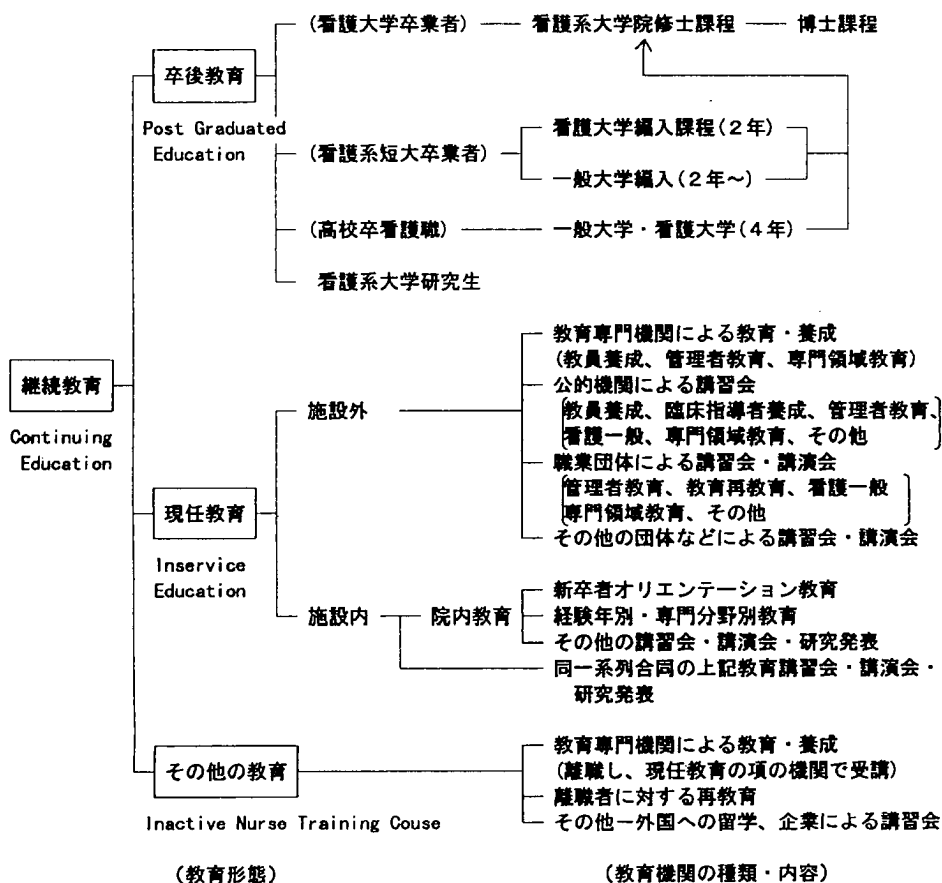 (看護大学卒業者) 看護系大学院修士課程 博士課程
卒後教育
Post Graduated
Education
看護大学編入課程(2年)
(看護系短大卒業者)
一般大学編入(2年~)
(高校卒看護職) 一般大学・看護大学(4年)
看護系大学研究生
継続教育
Continuing
Education
現任教育
Inservice
Education
施設外
教育専門機関による教育・養成
(教員養成、管理者教育、専門領域教育)
公的機関による講習会
教員養成、臨床指導者養成、管理者教育、
看護一般、専門領域教育、その他
職業団体による講習会・講演会
管理者教育、教育再教育、看護一般
専門領域教育、その他
その他の団体などによる講習会・講演会
施設内 院内教育
新卒者オリエンテーション教育
経験年別・専門分野別教育
その他の講習会・講演会・研究発表
同一系列合同の上記教育講習会・講演会・
研究発表
その他の教育
Inactive Nurse Training Couse
教育専門機関による教育・養成
(離職し、現任教育の項の機関で受講)
離職者に対する再教育
その他ー外国への留学、企業による講習会
(教育形態) (教育機関の種類・内容)